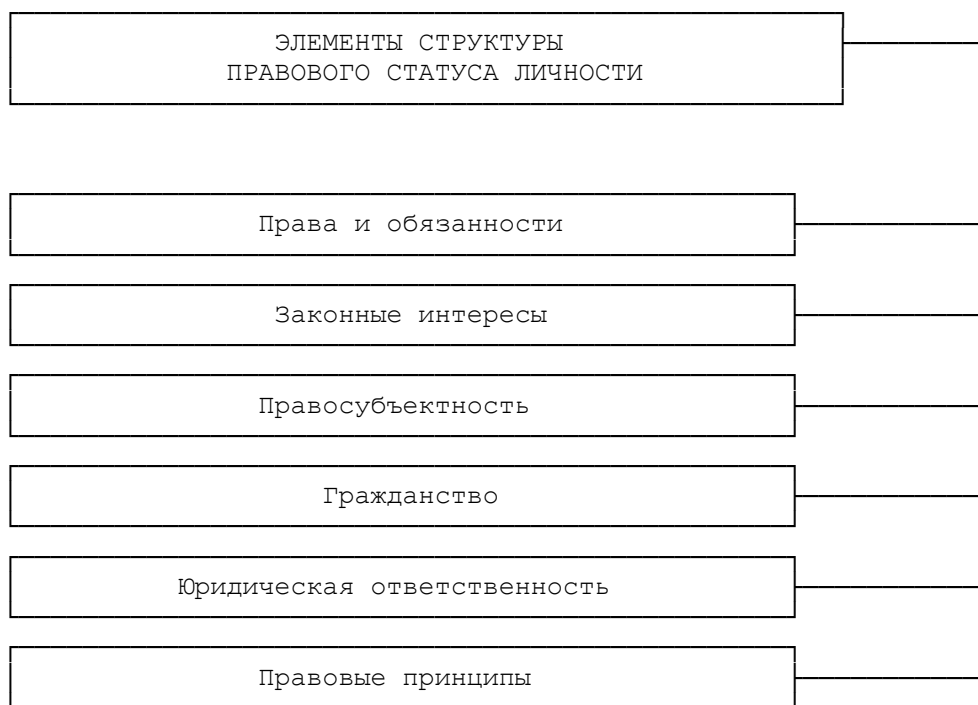 ЭЛЕМЕНТЫ СТРУКТУРЫ
ПРАВОВОГО СТАТУСА ЛИЧНОСТИ
Права и обязанности
Законные интересы
Правосубъектность
Гражданство
Юридическая ответственность
Правовые принципы